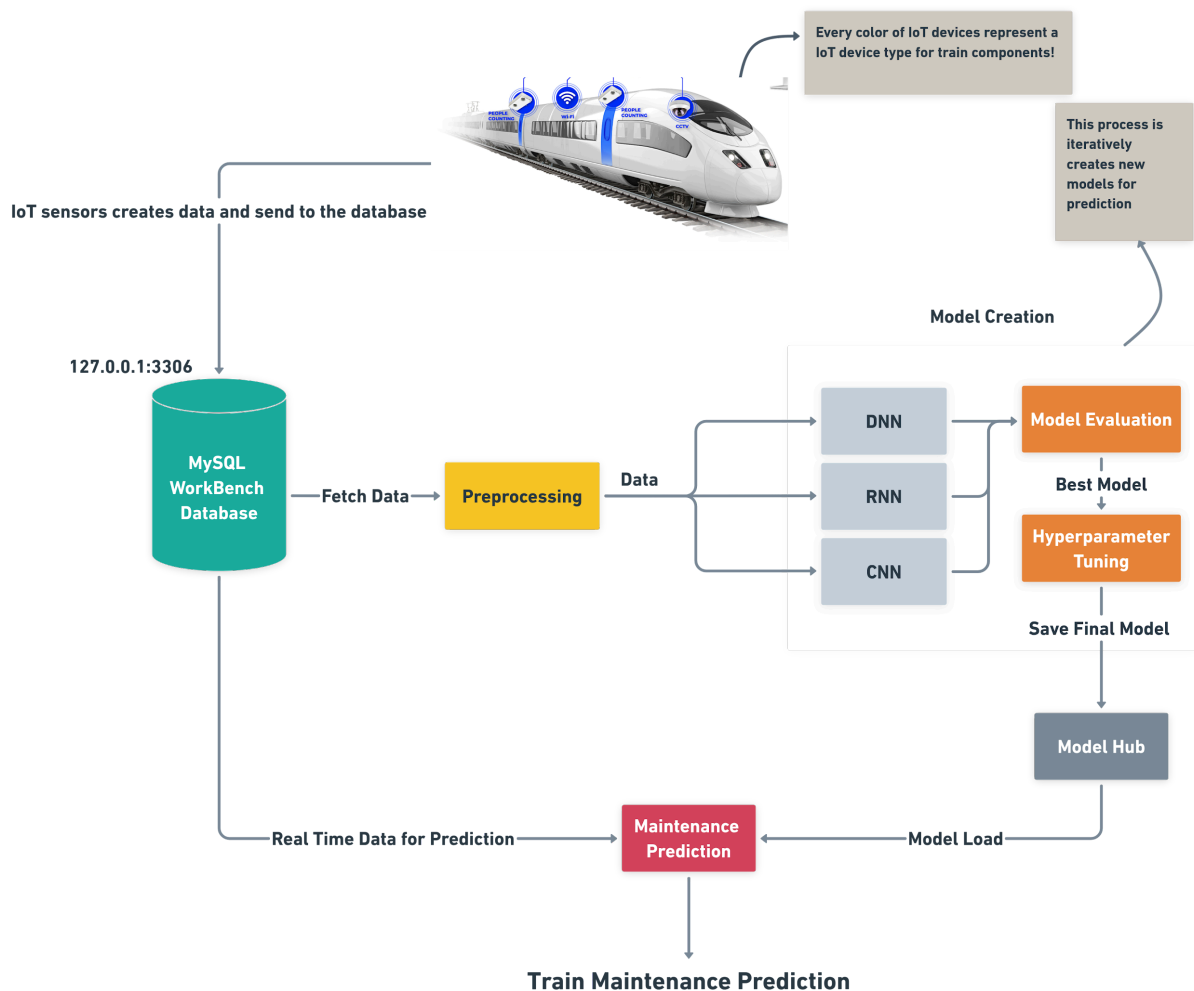 Every color of IoT devices represent a
IoT device type for train components!
PEOPLE
COUNTING
WI-FI
PEOPLE
COUNTING
CCTV
This process is
iteratively
creates new
models for
prediction
IoT sensors creates data and send to the database
Model Creation
127.0.0.1:3306
MySQL
WorkBench
Database
Fetch Data
Preprocessing
Data
DNN
RNN
CNN
Model Evaluation
Best Model
Hyperparameter
Tuning
Save Final Model
Model Hub
Real Time Data for Prediction
Maintenance
Prediction
Model Load
Train Maintenance Prediction